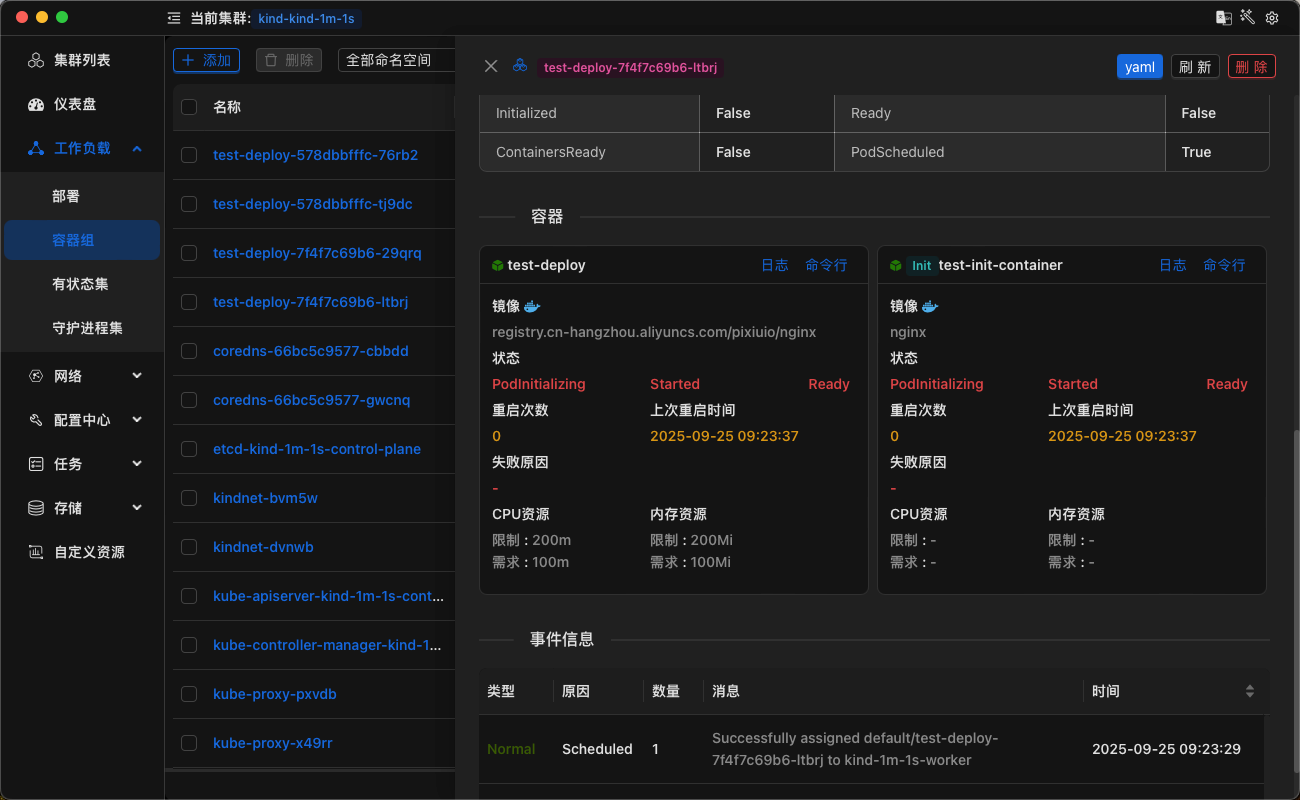 当前集群: kind-kind-1m-1s
集群列表
仪表盘
工作负载
部署
容器组
有状态集
守护进程集
网络
配置中心
任务
存储
自定义资源
添加 删除 全部命名空间
名称
test-deploy-578dbbfffc-76rb2
test-deploy-578dbbfffc-tj9dc
test-deploy-7f4f7c69b6-29qrq
test-deploy-7f4f7c69b6-ltbrj
coredns-66bc5c9577-cbbdd
coredns-66bc5c9577-gwcnq
etcd-kind-1m-1s-control-plane
kindnet-bvm5w
kindnet-dvnwb
kube-apiserver-kind-1m-1s-cont...
kube-controller-manager-kind-1...
kube-proxy-pxvdb
kube-proxy-x49rr
test-deploy-7f4f7c69b6-ltbrj yaml 刷 新 删 除
Initialized False Ready False
ContainersReady False PodScheduled True
容器
test-deploy 日志 命令行
镜像
registry.cn-hangzhou.aliyuncs.com/pixiuio/nginx
状态
PodInitializing Started Ready
重启次数 上次重启时间
0 2025-09-25 09:23:37
失败原因
-
CPU资源 内存资源
限制 : 200m 限制 : 200Mi
需求 : 100m 需求 : 100Mi
Init test-init-container 日志 命令行
镜像
nginx
状态
PodInitializing Started Ready
重启次数 上次重启时间
0 2025-09-25 09:23:37
失败原因
-
CPU资源 内存资源
限制 : - 限制 : -
需求 : - 需求 : -
事件信息
类型 原因 数量 消息 时间
Normal Scheduled 1 Successfully assigned default/test-deploy-
7f4f7c69b6-ltbrj to kind-1m-1s-worker 2025-09-25 09:23:29